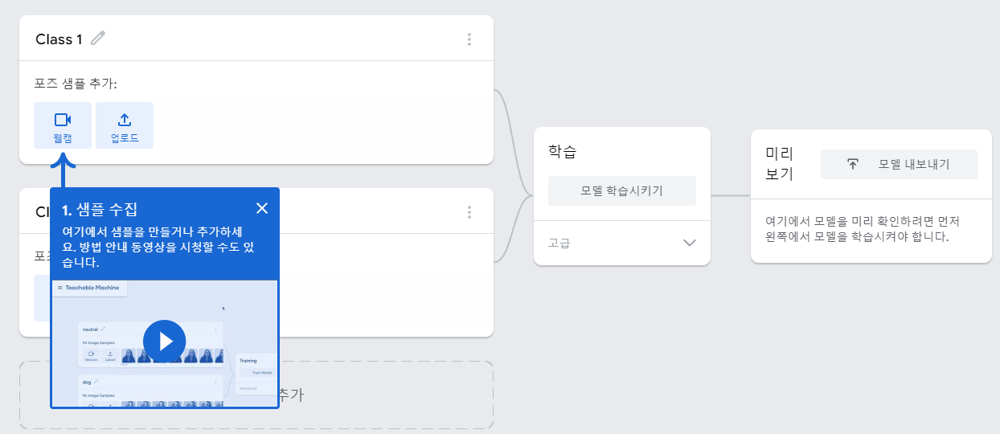 Class 1
포즈 샘플 추가:
웹캠
업로드
1. 샘플 수집
여기에서 샘플을 만들거나 추가하세
요. 방법 안내 동영상을 시청할 수도 있
습니다.
Teachable Machine
neutral
96 Image Samples
Webcam
Upload
Training
Train Model
Advanced
dog
96 Image Samples
추가
학습
모델 학습시키기
고급
미리
보기
모델 내보내기
여기에서 모델을 미리 확인하려면 먼저
왼쪽에서 모델을 학습시켜야 합니다.